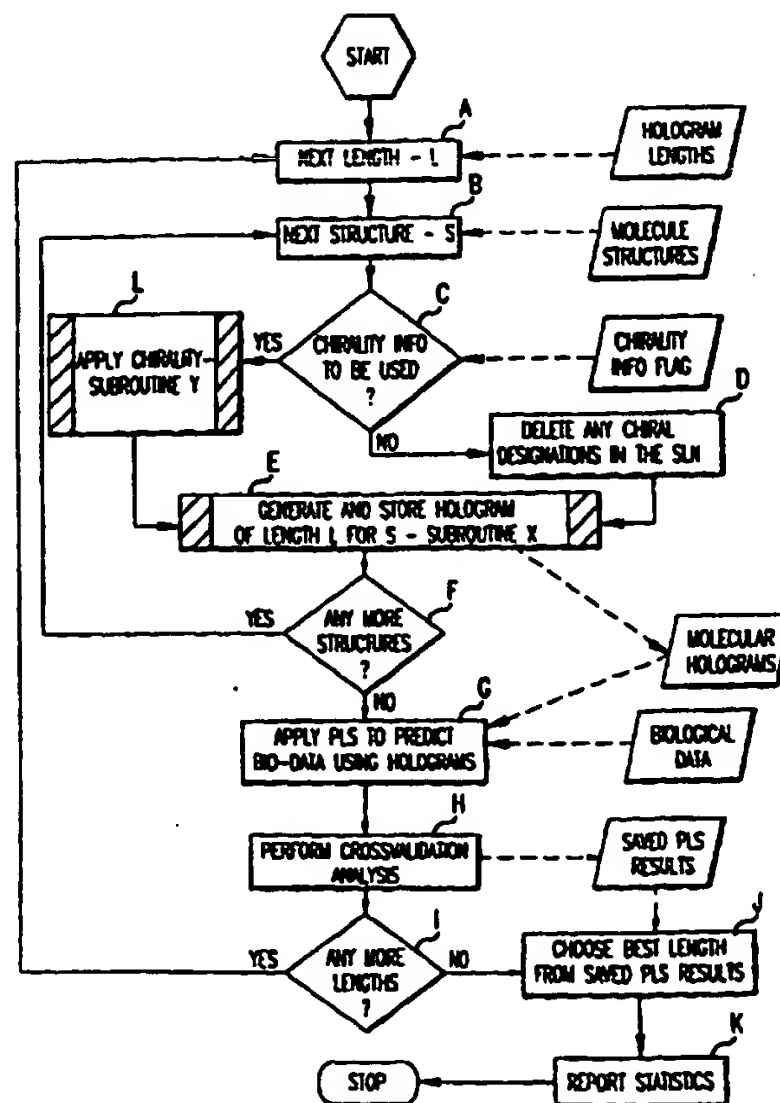 START
A
NEXT LENGTH - L
HOLOGRAM
LENGTHS
B
NEXT STRUCTURE - S
MOLECULE
STRUCTURES
L
APPLY CHIRALITY
SUBROUTINE Y
YES
C
CHIRALITY INFO
TO BE USED
?
CHIRALITY
INFO FLAG
NO
D
DELETE ANY CHIRAL
DESIGNATIONS IN THE SLN
E
GENERATE AND STORE HOLOGRAM
OF LENGTH L FOR S - SUBROUTINE X
YES
F
ANY MORE
STRUCTURES
?
NO
MOLECULAR
HOLOGRAMS
G
APPLY PLS TO PREDICT
BIO-DATA USING HOLOGRAMS
BIOLOGICAL
DATA
H
PERFORM CROSSVALIDATION
ANALYSIS
SAVED PLS
RESULTS
YES
I
ANY MORE
LENGTHS
?
NO
J
CHOOSE BEST LENGTH
FROM SAVED PLS RESULTS
K
REPORT STATISTICS
STOP